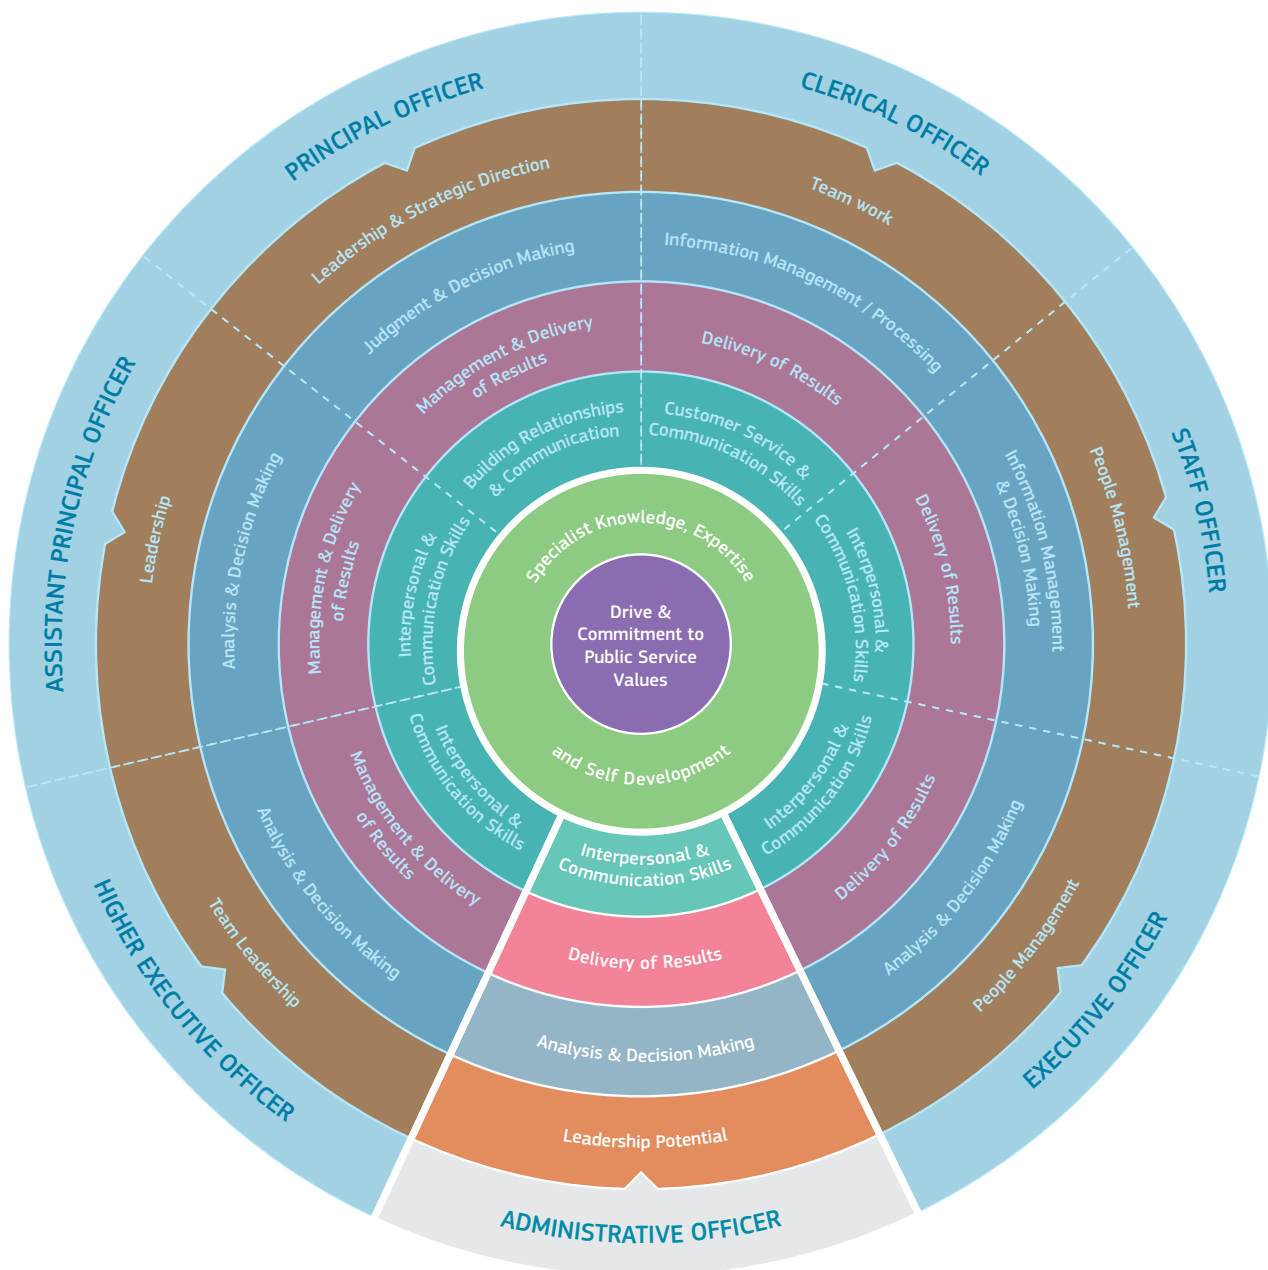 PRINCIPAL OFFICER
Leadership & Strategic Direction
Judgment & Decision Making
Management & Delivery
of Results
Building Relationships
& Communication
CLERICAL OFFICER
Team work
Information Management / Processing
Delivery of Results
Customer Service &
Communication Skills
STAFF OFFICER
People Management
Information Management
& Decision Making
Delivery of Results
Interpersonal &
Communication Skills
EXECUTIVE OFFICER
People Management
Analysis & Decision Making
Delivery of Results
Interpersonal &
Communication Skills
ADMINISTRATIVE OFFICER
Leadership Potential
Analysis & Decision Making
Delivery of Results
Interpersonal &
Communication Skills
HIGHER EXECUTIVE OFFICER
Team Leadership
Analysis & Decision Making
Management & Delivery
of Results
Interpersonal &
Communication Skills
ASSISTANT PRINCIPAL OFFICER
Leadership
Analysis & Decision Making
Management & Delivery
of Results
Interpersonal &
Communication Skills
Specialist Knowledge, Expertise
and Self Development
Drive &
Commitment to
Public Service
Values